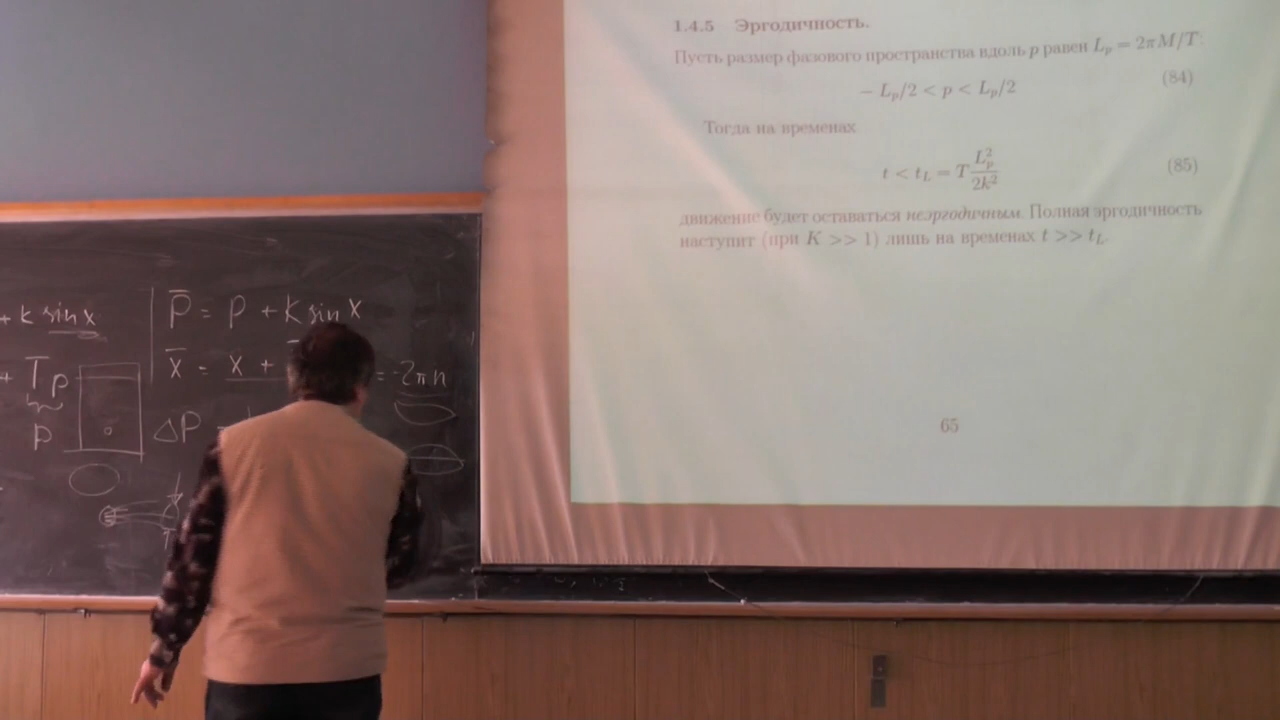 1.4.5 Эргодичность.
Пусть размер фазового пространства вдоль p равен L_p = 2πM/T:
− L_p/2 < p < L_p/2 (84)
Тогда на временах
t < t_L = T L_p^2 / 2k^2 (85)
движение будет оставаться неэргодичным. Полная эргодичность
наступит (при K >> 1) лишь на временах t >> t_L.
65
+ k sin x
P̄ = P + K sin X
+ T p
X̄ = X +
= 2πn
p
ΔP